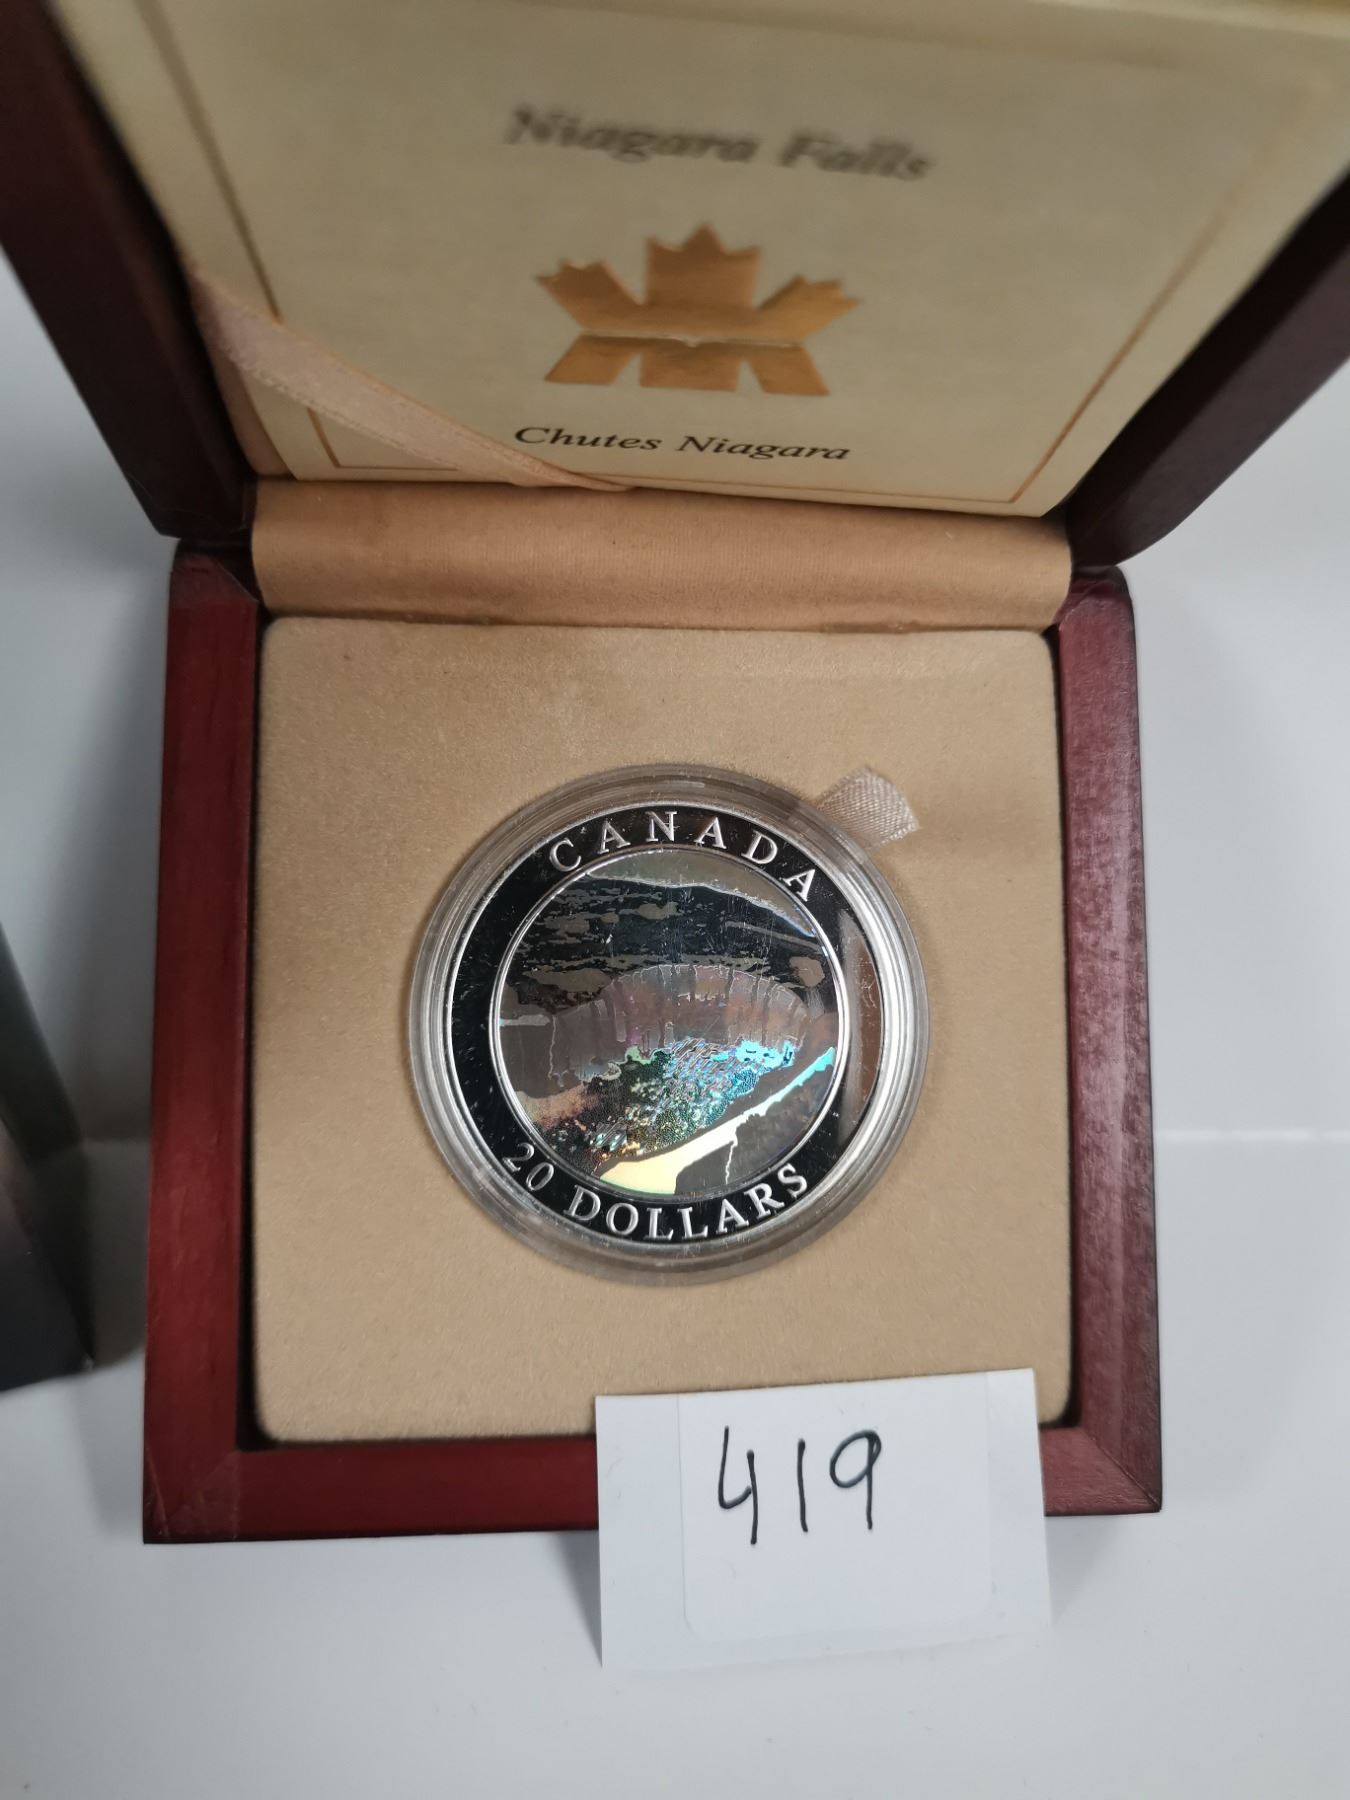 Niagara Falls
Chutes Niagara
CANADA
20 DOLLARS
419